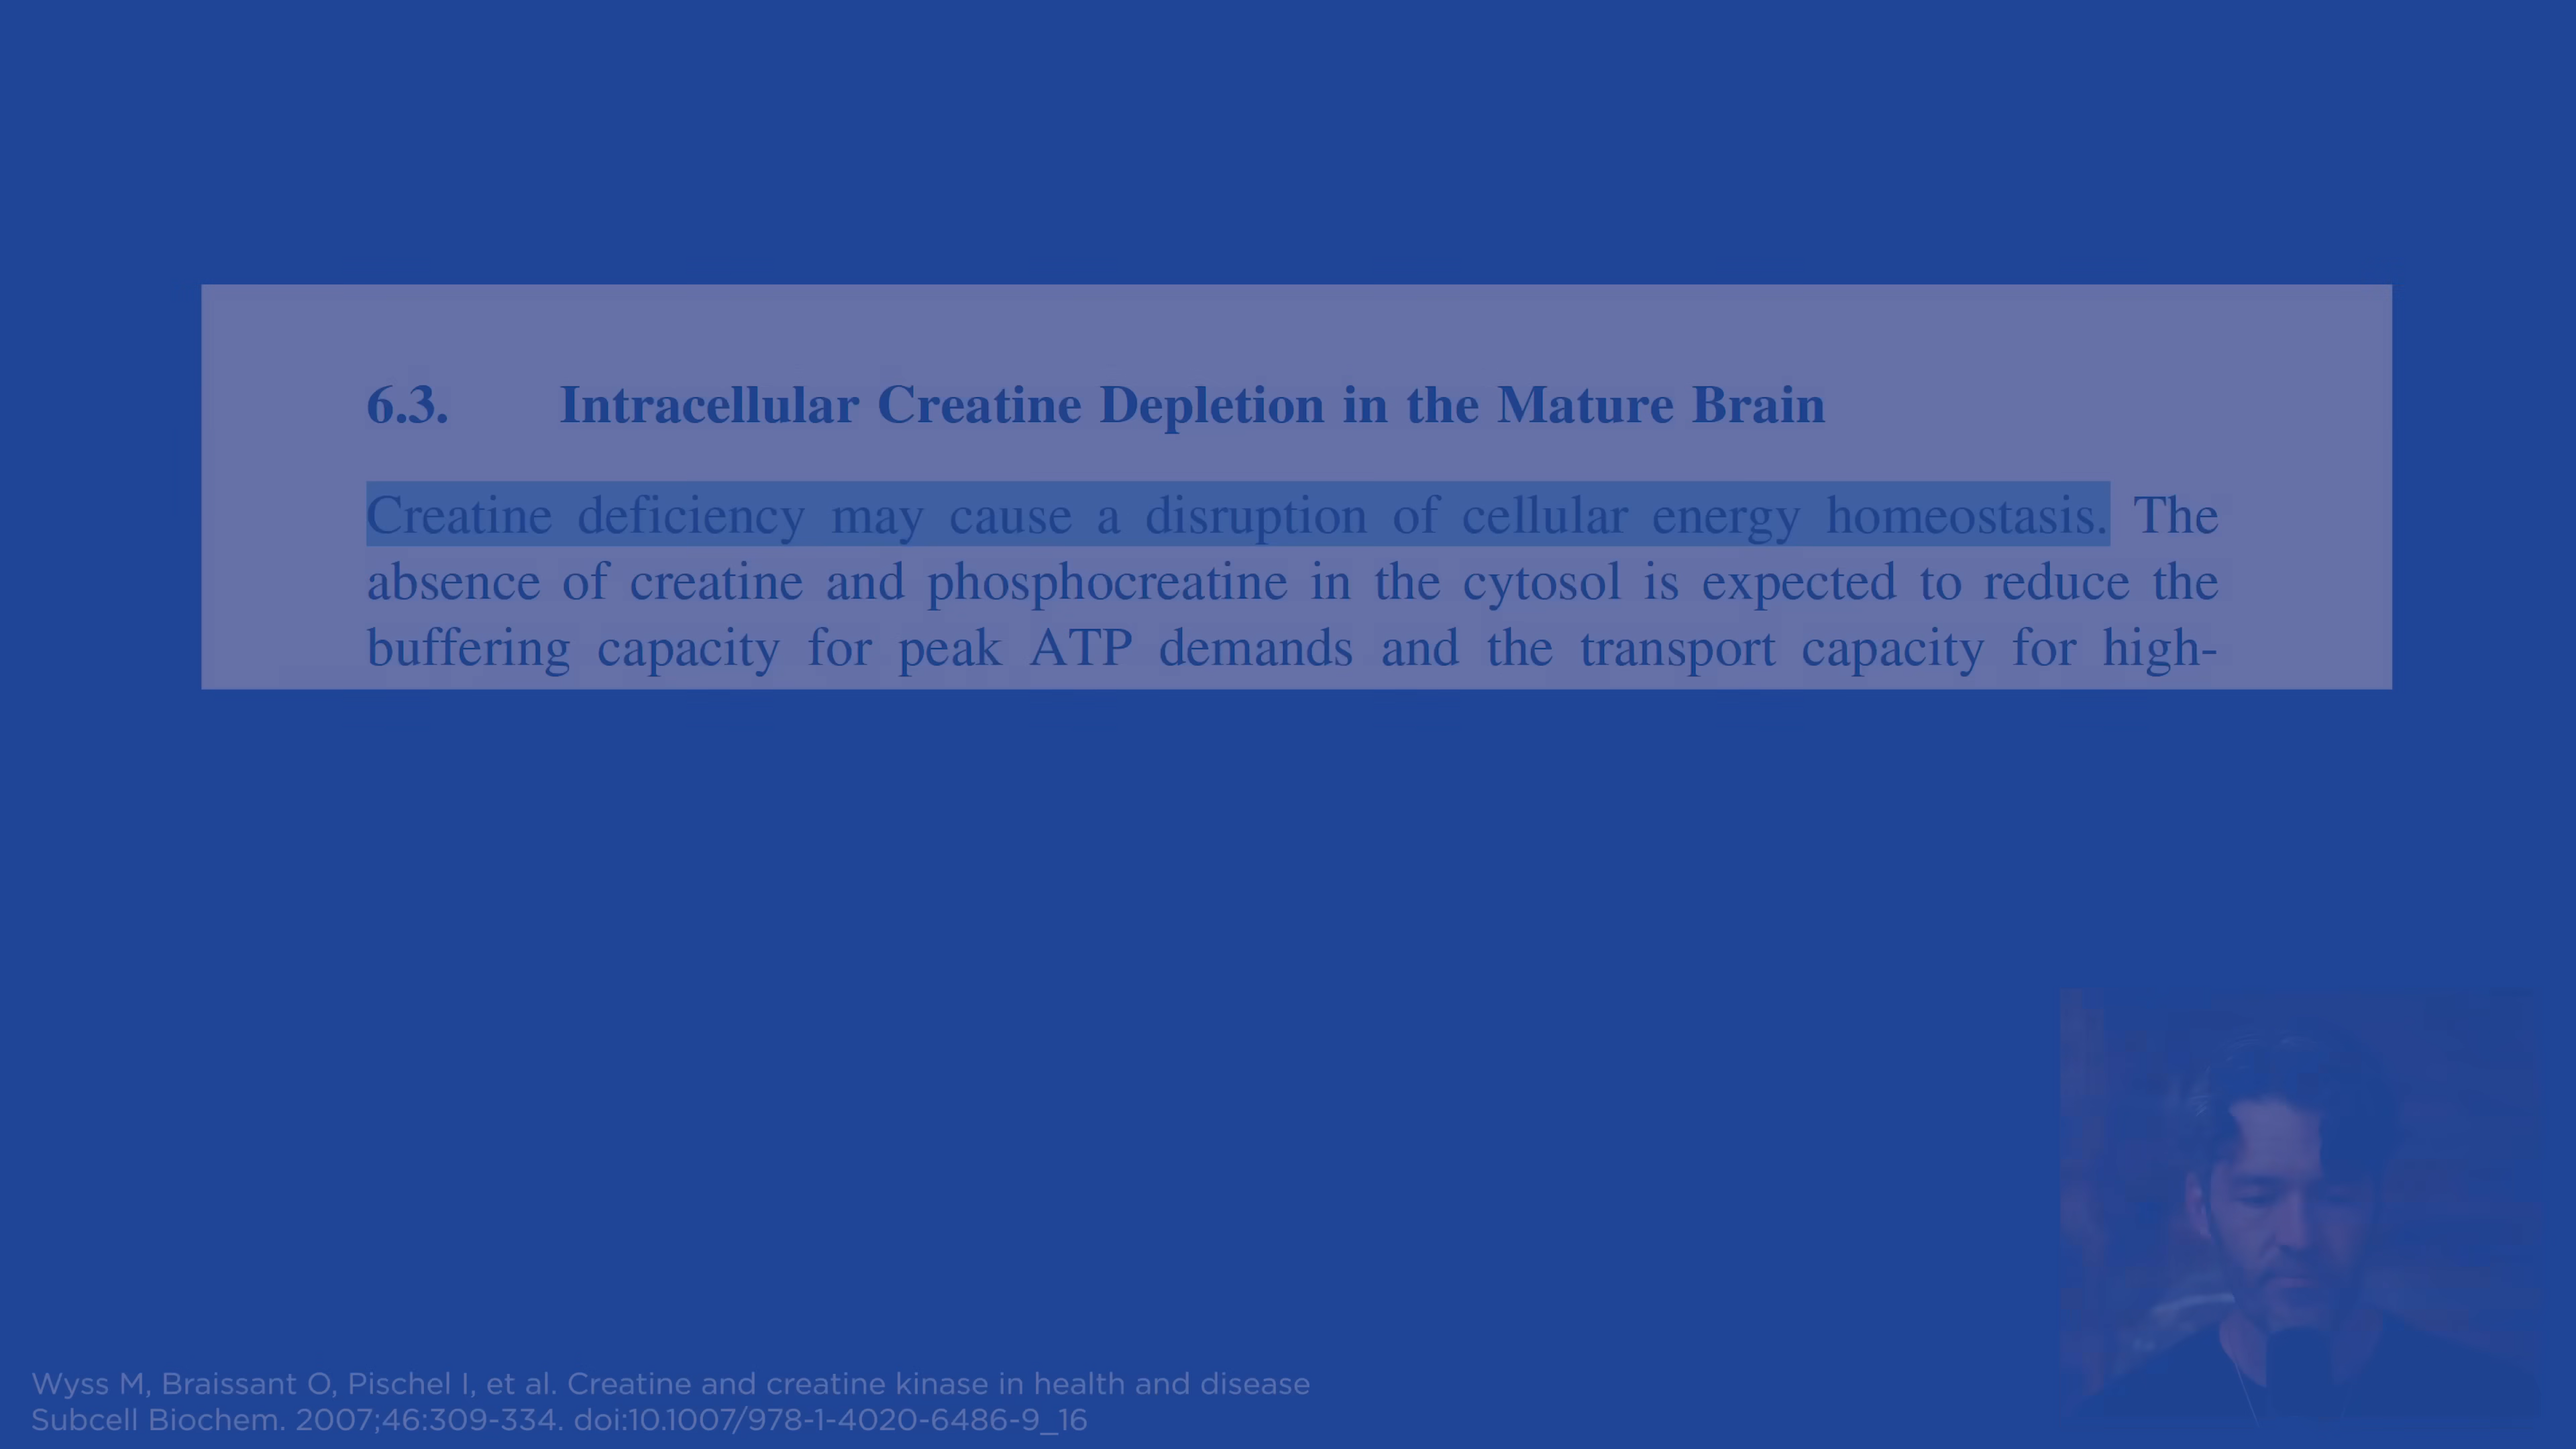 6.3. Intracellular Creatine Depletion in the Mature Brain
Creatine deficiency may cause a disruption of cellular energy homeostasis. The
absence of creatine and phosphocreatine in the cytosol is expected to reduce the
buffering capacity for peak ATP demands and the transport capacity for high-
Wyss M, Braissant O, Pischel I, et al. Creatine and creatine kinase in health and disease
Subcell Biochem. 2007;46:309-334. doi:10.1007/978-1-4020-6486-9_16